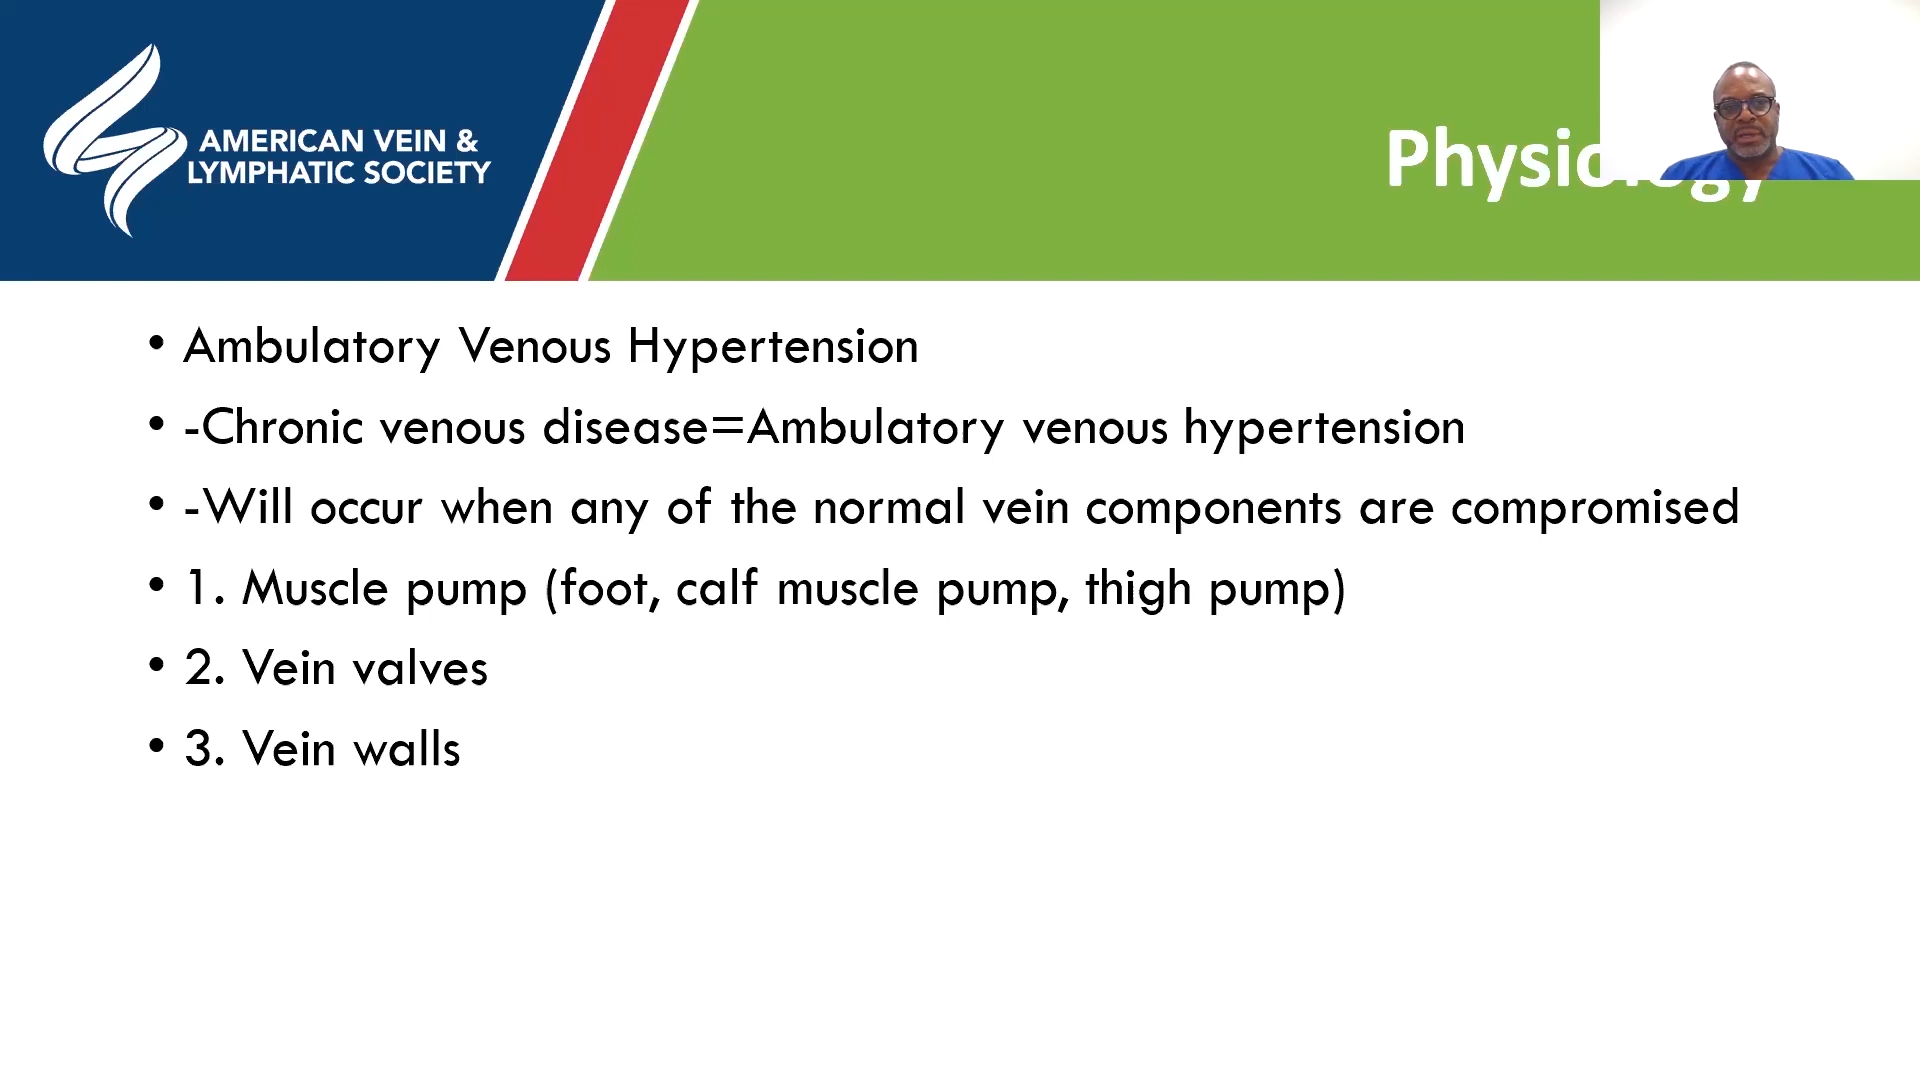 AMERICAN VEIN &
LYMPHATIC SOCIETY
Physiology
• Ambulatory Venous Hypertension
• -Chronic venous disease=Ambulatory venous hypertension
• -Will occur when any of the normal vein components are compromised
• 1. Muscle pump (foot, calf muscle pump, thigh pump)
• 2. Vein valves
• 3. Vein walls